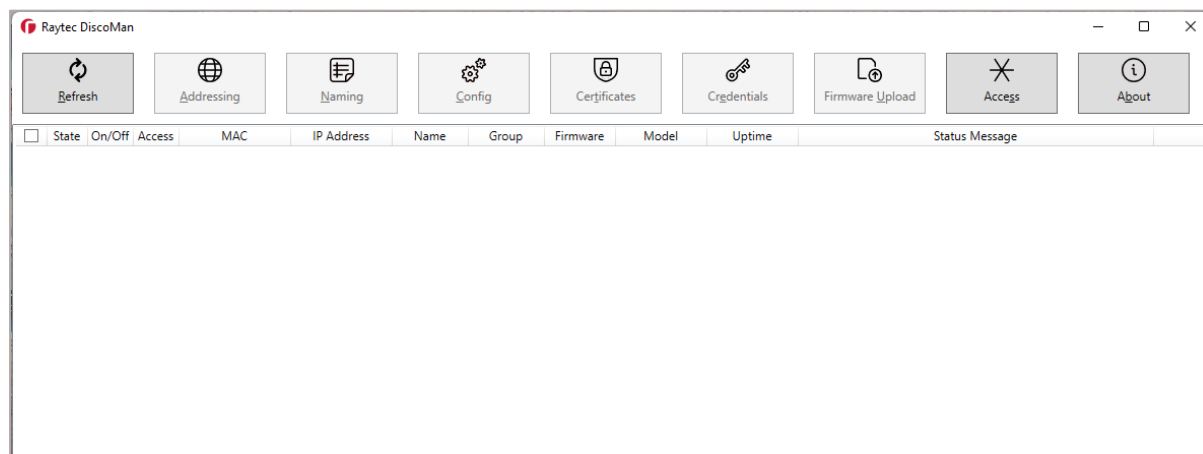 Raytec DiscoMan
Refresh Addressing Naming Config Certificates Credentials Firmware Upload Access About
State On/Off Access MAC IP Address Name Group Firmware Model Uptime Status Message